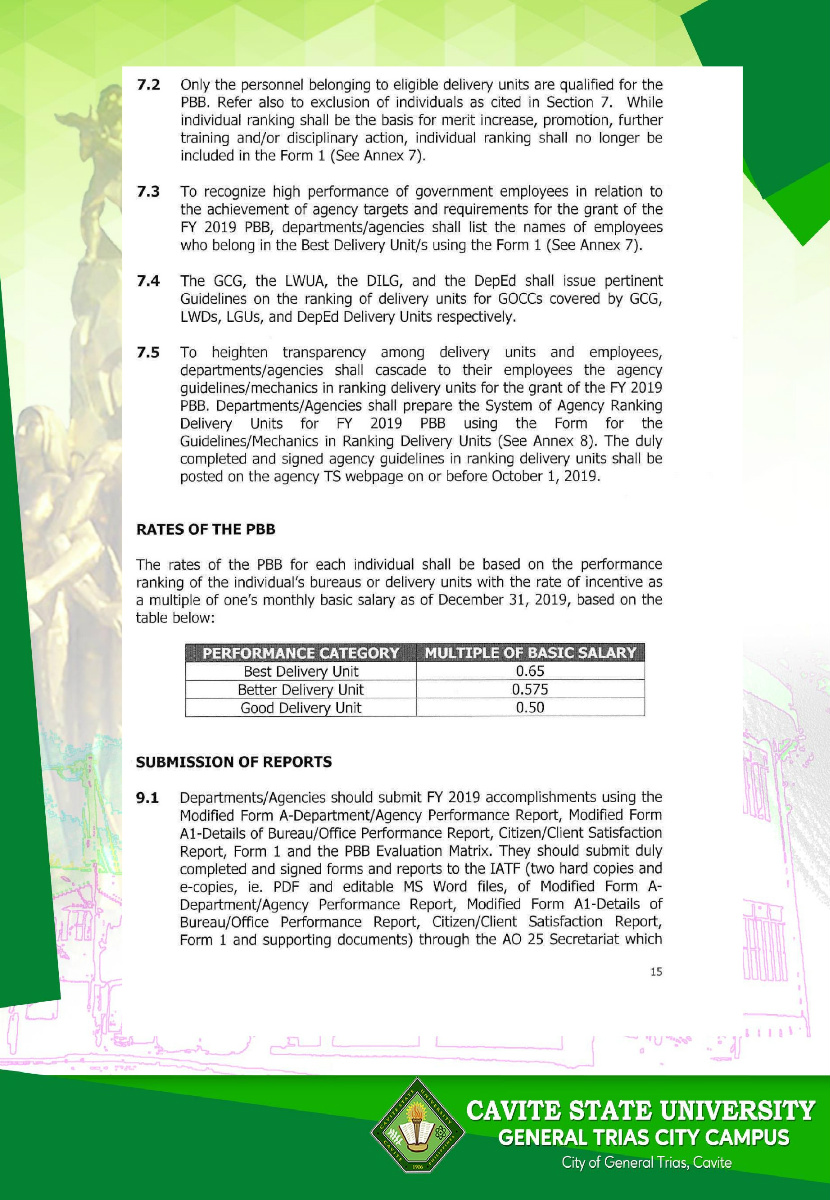 7.2 Only the personnel belonging to eligible delivery units are qualified for the
PBB. Refer also to exclusion of individuals as cited in Section 7. While
individual ranking shall be the basis for merit increase, promotion, further
training and/or disciplinary action, individual ranking shall no longer be
included in the Form 1 (See Annex 7).
7.3 To recognize high performance of government employees in relation to
the achievement of agency targets and requirements for the grant of the
FY 2019 PBB, departments/agencies shall list the names of employees
who belong in the Best Delivery Unit/s using the Form 1 (See Annex 7).
7.4 The GCG, the LWUA, the DILG, and the DepEd shall issue pertinent
Guidelines on the ranking of delivery units for GOCCs covered by GCG,
LWDs, LGUs, and DepEd Delivery Units respectively.
7.5 To heighten transparency among delivery units and employees,
departments/agencies shall cascade to their employees the agency
guidelines/mechanics in ranking delivery units for the grant of the FY 2019
PBB. Departments/Agencies shall prepare the System of Agency Ranking
Delivery Units for FY 2019 PBB using the Form for the
Guidelines/Mechanics in Ranking Delivery Units (See Annex 8). The duly
completed and signed agency guidelines in ranking delivery units shall be
posted on the agency TS webpage on or before October 1, 2019.
RATES OF THE PBB
The rates of the PBB for each individual shall be based on the performance
ranking of the individual's bureaus or delivery units with the rate of incentive as
a multiple of one's monthly basic salary as of December 31, 2019, based on the
table below:
PERFORMANCE CATEGORY MULTIPLE OF BASIC SALARY
Best Delivery Unit 0.65
Better Delivery Unit 0.575
Good Delivery Unit 0.50
SUBMISSION OF REPORTS
9.1 Departments/Agencies should submit FY 2019 accomplishments using the
Modified Form A-Department/Agency Performance Report, Modified Form
A1-Details of Bureau/Office Performance Report, Citizen/Client Satisfaction
Report, Form 1 and the PBB Evaluation Matrix. They should submit duly
completed and signed forms and reports to the IATF (two hard copies and
e-copies, ie. PDF and editable MS Word files, of Modified Form A-
Department/Agency Performance Report, Modified Form A1-Details of
Bureau/Office Performance Report, Citizen/Client Satisfaction Report,
Form 1 and supporting documents) through the AO 25 Secretariat which
15
CAVITE STATE UNIVERSITY
GENERAL TRIAS CITY CAMPUS
City of General Trias, Cavite
1906